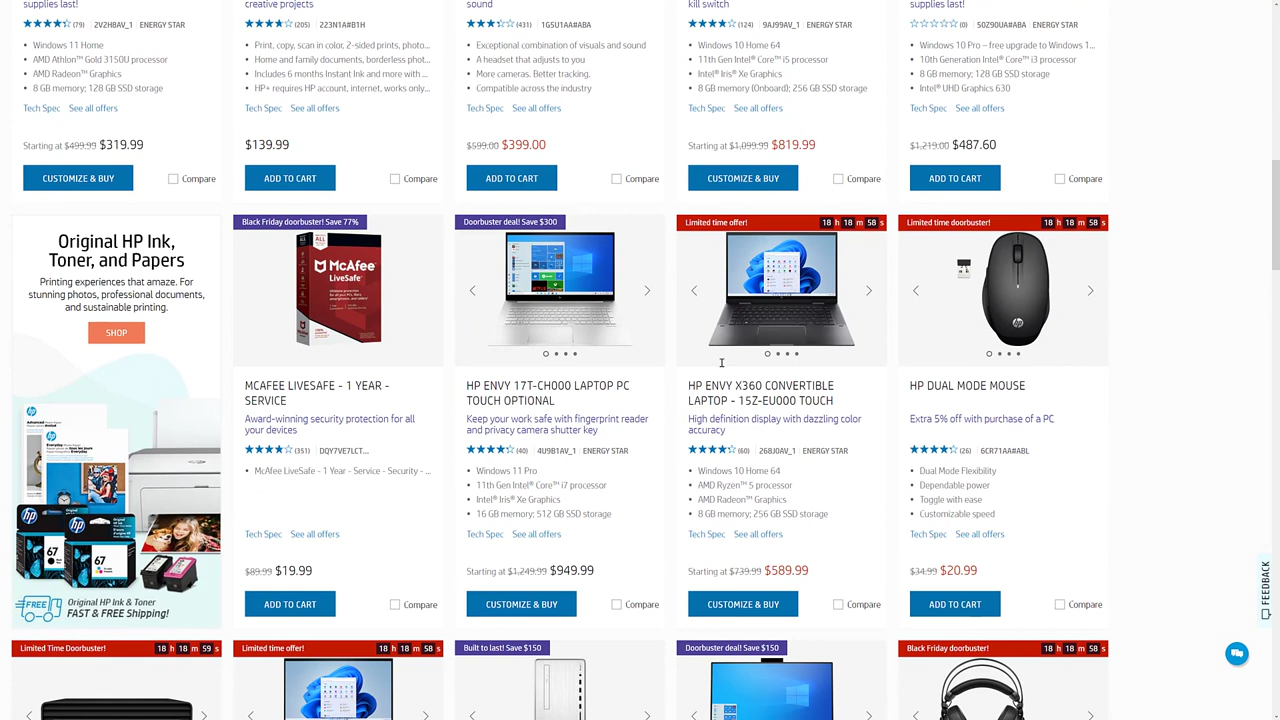 supplies last!
creative projects
sound
kill switch
supplies last!
(79) 2V2H8AV_1 ENERGY STAR
(205) 223N1A#B1H
(431) 1G5U1AA#ABA
(124) 9AJ99AV_1 ENERGY STAR
(0) 50Z90UA#ABA ENERGY STAR
• Windows 11 Home
• AMD Athlon™ Gold 3150U processor
• AMD Radeon™ Graphics
• 8 GB memory; 128 GB SSD storage
• Print, copy, scan in color, 2-sided prints, photo...
• Home and family documents, borderless phot...
• Includes 6 months Instant Ink and more with ...
• HP+ requires HP account, internet, works only...
• Exceptional combination of visuals and sound
• A headset that adjusts to you
• More cameras. Better tracking.
• Compatible across the industry
• Windows 10 Home 64
• 11th Gen Intel® Core™ i5 processor
• Intel® Iris® Xe Graphics
• 8 GB memory (Onboard); 256 GB SSD storage
• Windows 10 Pro – free upgrade to Windows 1...
• 10th Generation Intel® Core™ i3 processor
• 8 GB memory; 128 GB SSD storage
• Intel® UHD Graphics 630
Tech Spec See all offers
Tech Spec See all offers
Tech Spec See all offers
Tech Spec See all offers
Tech Spec See all offers
Starting at $499.99 $319.99
$139.99
$599.00 $399.00
Starting at $1,099.99 $819.99
$1,219.00 $487.60
CUSTOMIZE & BUY Compare
ADD TO CART Compare
ADD TO CART Compare
CUSTOMIZE & BUY Compare
ADD TO CART Compare
Original HP Ink,
Toner, and Papers
Printing experiences that amaze. For
stunning photos, professional documents,
and sustainable printing.
SHOP
hp
hp
hp
67
hp
67
FREE
Original HP Ink & Toner
FAST & FREE Shipping!
Black Friday doorbuster! Save 77%
McAfee
LiveSafe™
MCAFEE LIVESAFE - 1 YEAR -
SERVICE
Award-winning security protection for all
your devices
(351) DQY7VE7LCT...
• McAfee LiveSafe - 1 Year - Service - Security - ...
Tech Spec See all offers
$89.99 $19.99
ADD TO CART Compare
Doorbuster deal! Save $300
HP ENVY 17T-CH000 LAPTOP PC
TOUCH OPTIONAL
Keep your work safe with fingerprint reader
and privacy camera shutter key
(40) 4U9B1AV_1 ENERGY STAR
• Windows 11 Pro
• 11th Gen Intel® Core™ i7 processor
• Intel® Iris® Xe Graphics
• 16 GB memory; 512 GB SSD storage
Tech Spec See all offers
Starting at $1,249.99 $949.99
CUSTOMIZE & BUY Compare
Limited time offer! 18 h 18 m 58 s
HP ENVY X360 CONVERTIBLE
LAPTOP - 15Z-EU000 TOUCH
High definition display with dazzling color
accuracy
(60) 268J0AV_1 ENERGY STAR
• Windows 10 Home 64
• AMD Ryzen™ 5 processor
• AMD Radeon™ Graphics
• 8 GB memory; 256 GB SSD storage
Tech Spec See all offers
Starting at $739.99 $589.99
CUSTOMIZE & BUY Compare
Limited time doorbuster! 18 h 18 m 58 s
hp
HP DUAL MODE MOUSE
Extra 5% off with purchase of a PC
(26) 6CR71AA#ABL
• Dual Mode Flexibility
• Dependable power
• Toggle with ease
• Customizable speed
Tech Spec See all offers
$34.99 $20.99
ADD TO CART Compare
FEEDBACK
Limited Time Doorbuster! 18 h 18 m 59 s
Limited time offer! 18 h 18 m 58 s
Built to last! Save $150
Doorbuster deal! Save $150
Black Friday doorbuster! 18 h 18 m 58 s